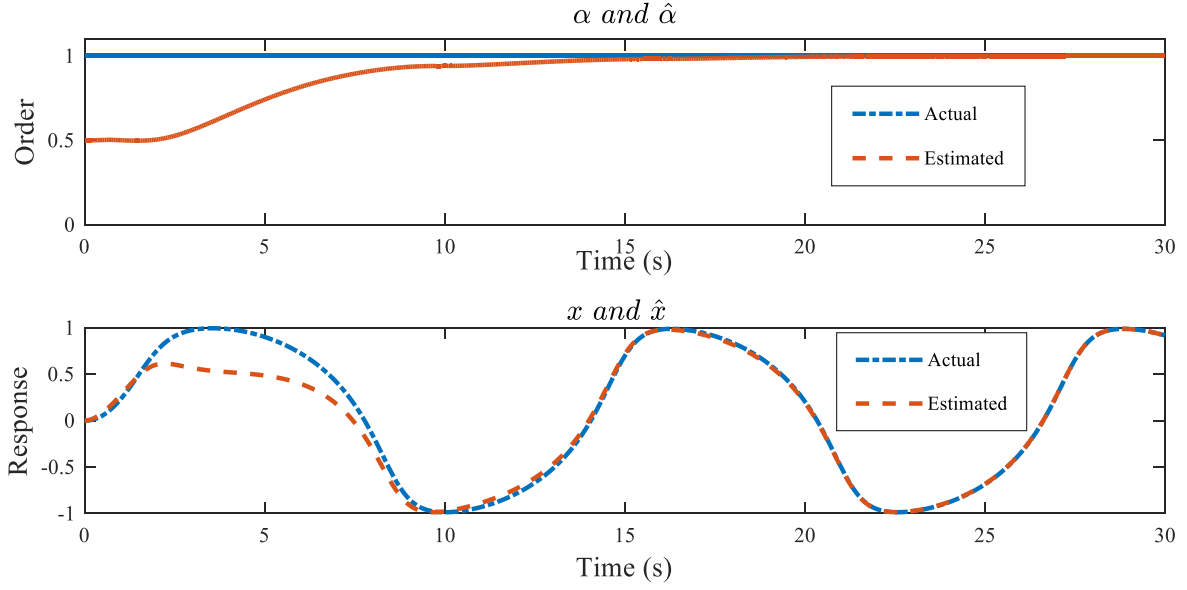 α and α̂
1
0.5
0
Order
Actual
Estimated
0 5 10 15 20 25 30
Time (s)
x and x̂
1
0.5
0
-0.5
-1
Response
Actual
Estimated
0 5 10 15 20 25 30
Time (s)